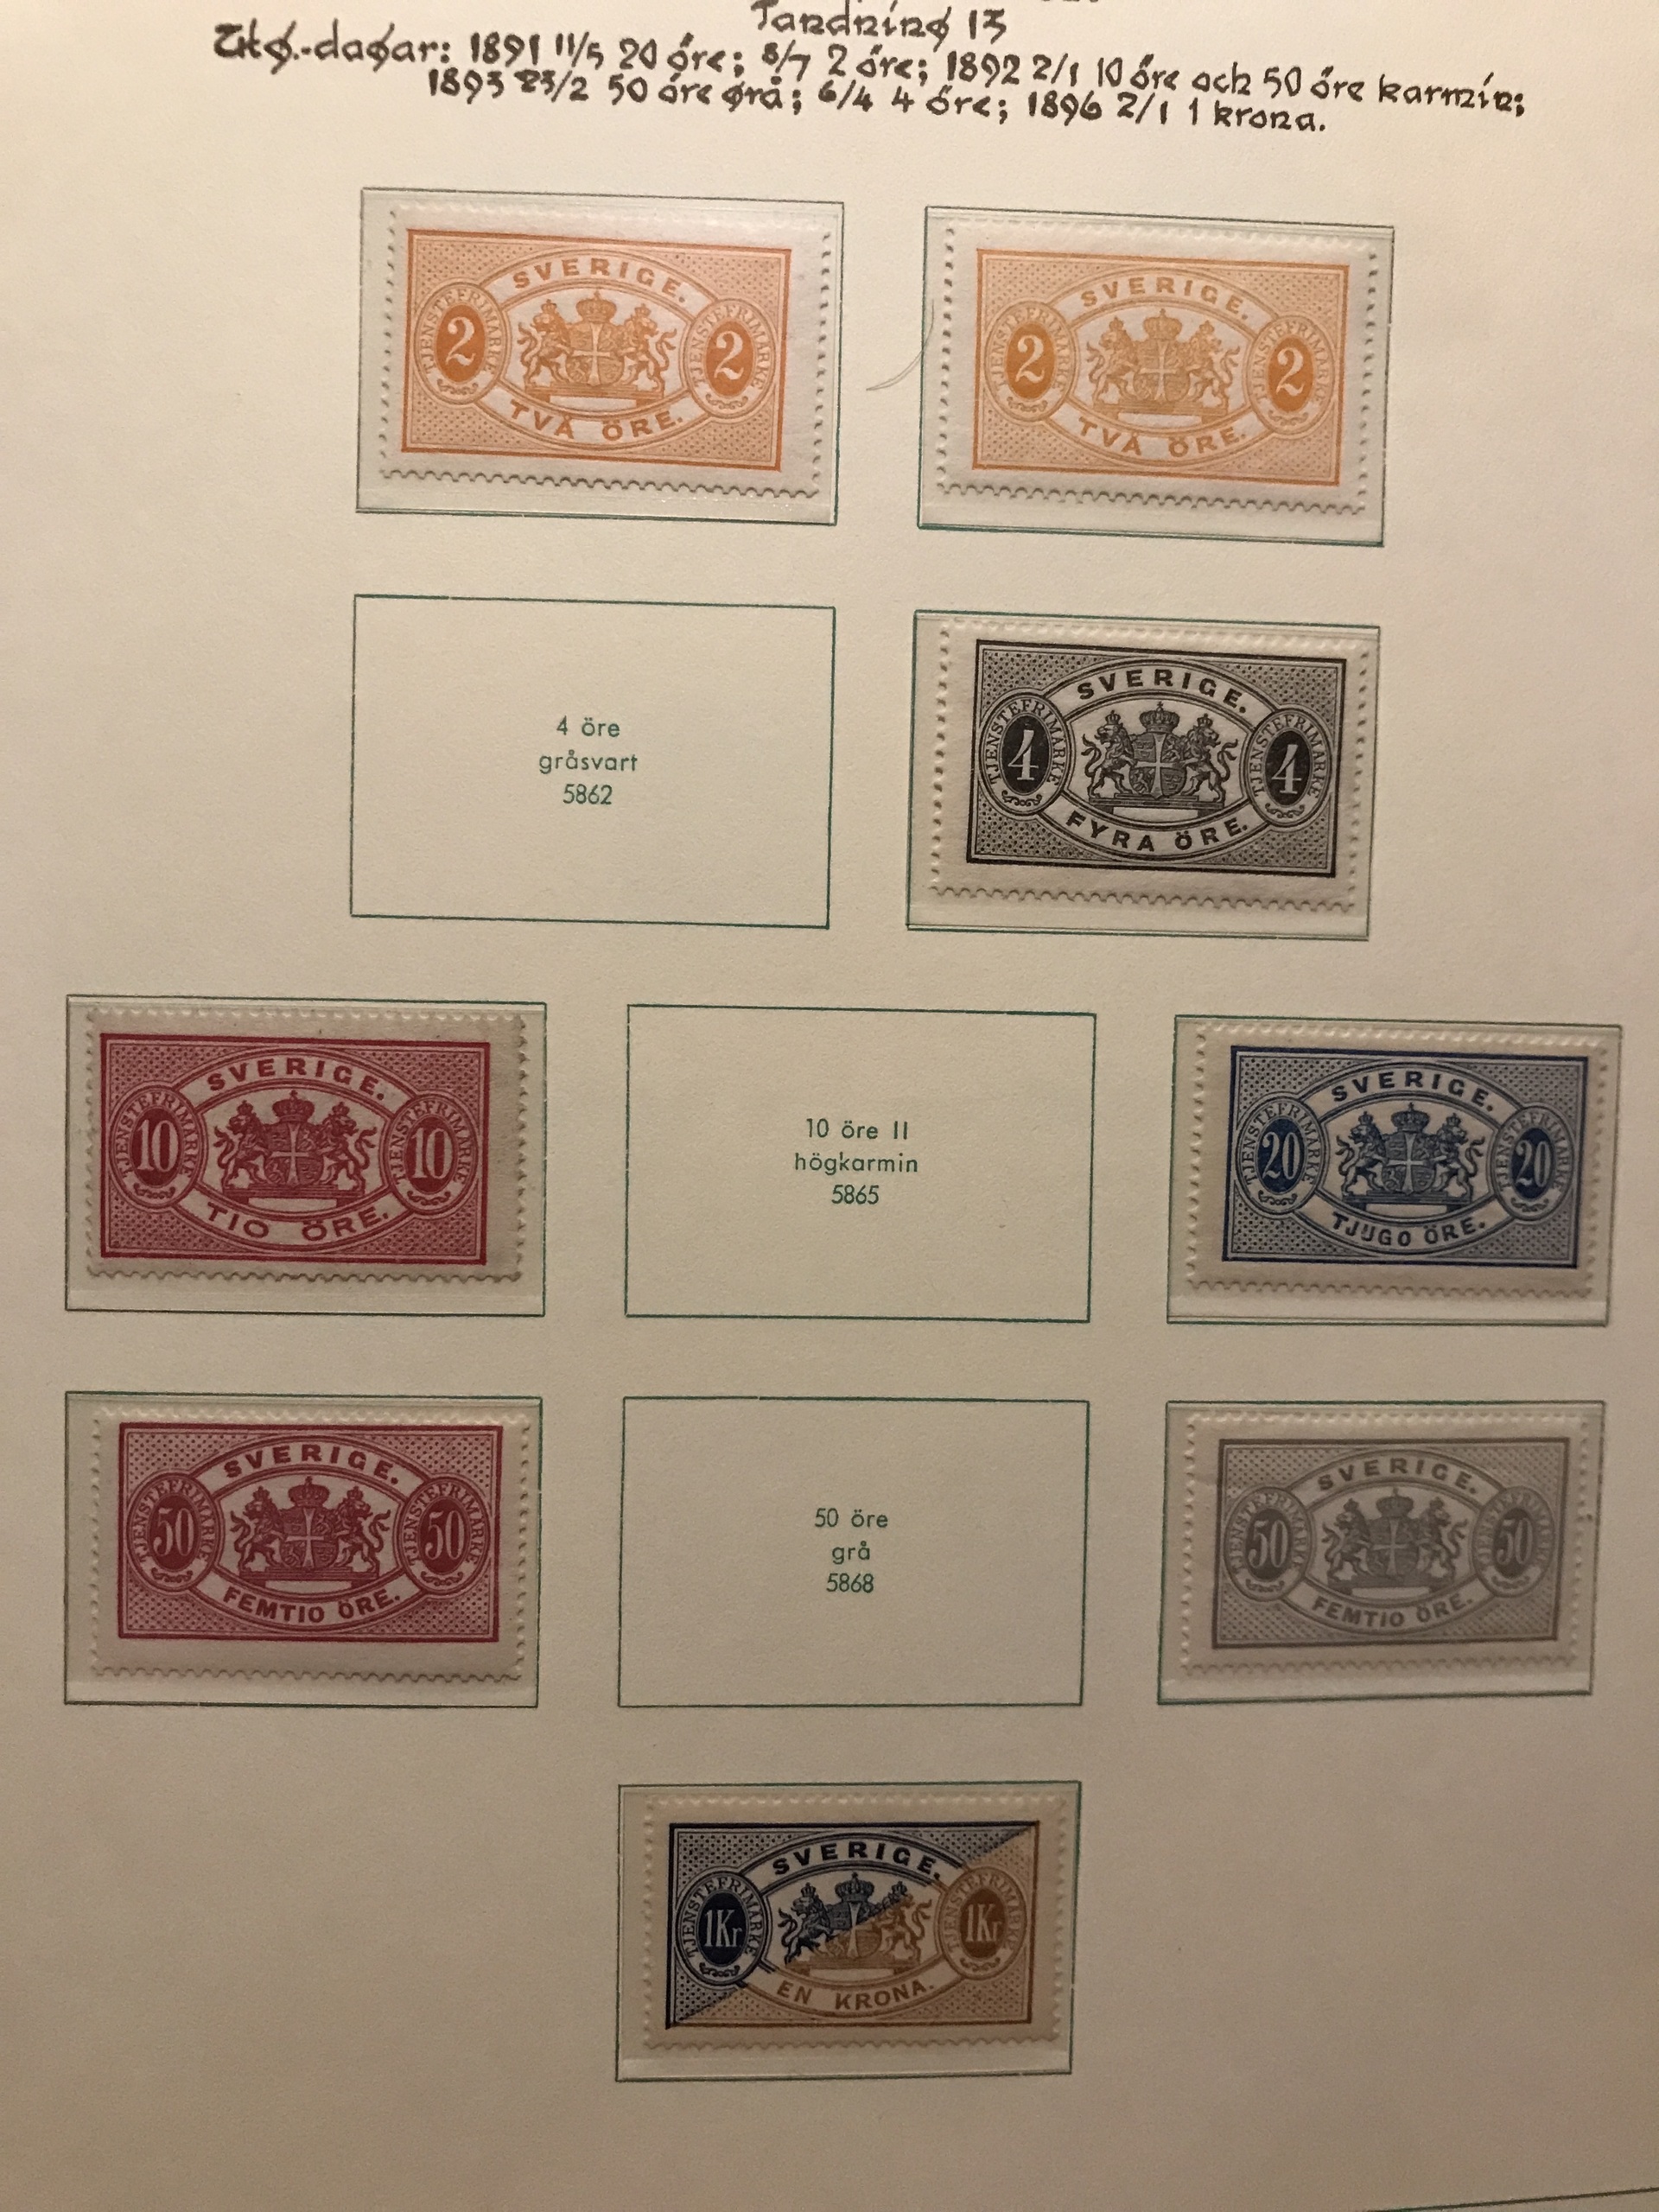 Tandning 13
Utg.-dagar: 1891 11/5 20 öre; 8/7 2 öre; 1892 2/1 10 öre och 50 öre karmin;
1893 23/2 50 öre grå; 6/4 4 öre; 1896 2/1 1 krona.
SVERIGE.
TJENSTEFRIMÄRKE
2
TJENSTEFRIMÄRKE
2
TVÅ ÖRE.
SVERIGE.
TJENSTEFRIMÄRKE
2
TJENSTEFRIMÄRKE
2
TVÅ ÖRE.
4 öre
gråsvart
5862
SVERIGE.
TJENSTEFRIMÄRKE
4
TJENSTEFRIMÄRKE
4
FYRA ÖRE.
SVERIGE.
TJENSTEFRIMÄRKE
10
TJENSTEFRIMÄRKE
10
TIO ÖRE.
10 öre II
högkarmin
5865
SVERIGE.
TJENSTEFRIMÄRKE
20
TJENSTEFRIMÄRKE
20
TJUGO ÖRE.
SVERIGE.
TJENSTEFRIMÄRKE
50
TJENSTEFRIMÄRKE
50
FEMTIO ÖRE.
50 öre
grå
5868
SVERIGE.
TJENSTEFRIMÄRKE
50
TJENSTEFRIMÄRKE
50
FEMTIO ÖRE.
SVERIGE.
TJENSTEFRIMÄRKE
1Kr
TJENSTEFRIMÄRKE
1Kr
EN KRONA.